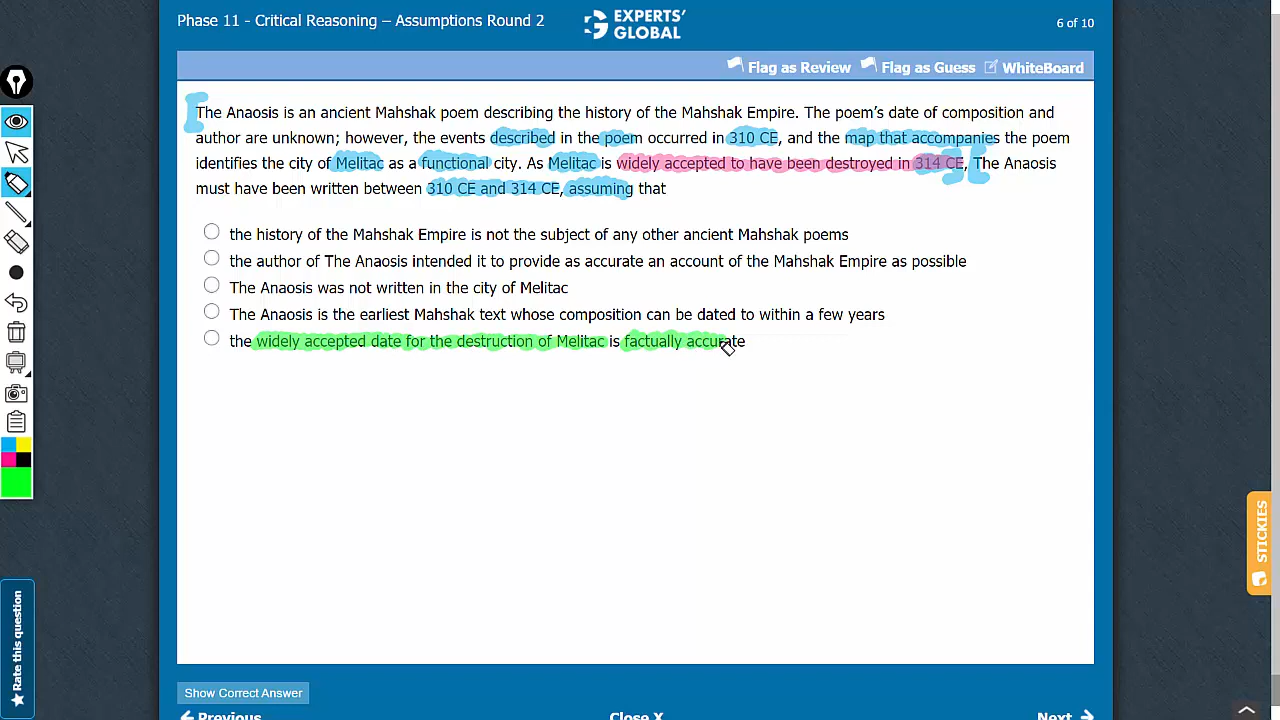 Phase 11 - Critical Reasoning – Assumptions Round 2
EXPERTS'
GLOBAL
6 of 10
Flag as Review
Flag as Guess
WhiteBoard
The Anaosis is an ancient Mahshak poem describing the history of the Mahshak Empire. The poem's date of composition and
author are unknown; however, the events described in the poem occurred in 310 CE, and the map that accompanies the poem
identifies the city of Melitac as a functional city. As Melitac is widely accepted to have been destroyed in 314 CE, The Anaosis
must have been written between 310 CE and 314 CE, assuming that
the history of the Mahshak Empire is not the subject of any other ancient Mahshak poems
the author of The Anaosis intended it to provide as accurate an account of the Mahshak Empire as possible
The Anaosis was not written in the city of Melitac
The Anaosis is the earliest Mahshak text whose composition can be dated to within a few years
the widely accepted date for the destruction of Melitac is factually accurate
STICKIES
Rate this question
Show Correct Answer
Previous
Close X
Next